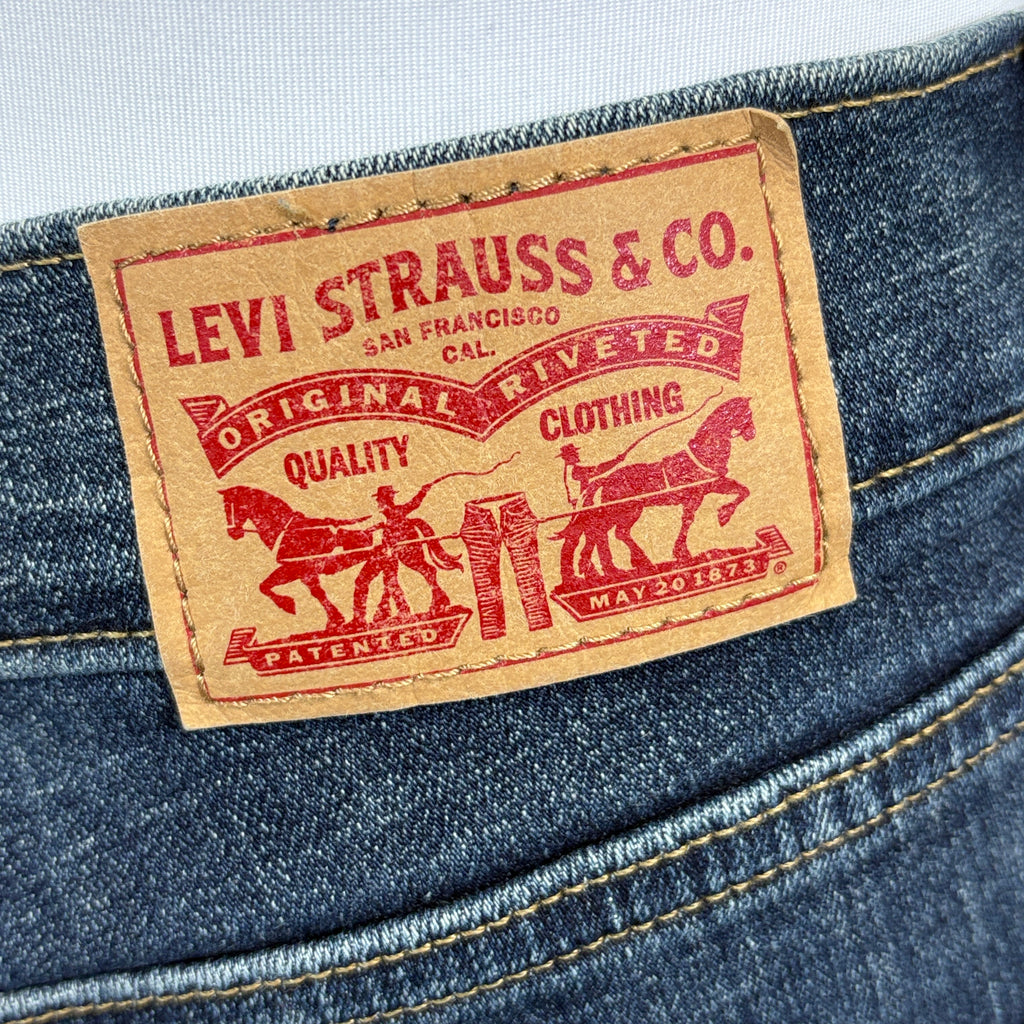 LEVI STRAUSS & CO.
SAN FRANCISCO
CAL.
ORIGINAL RIVETED
QUALITY CLOTHING
PATENTED MAY 20 1873 ®